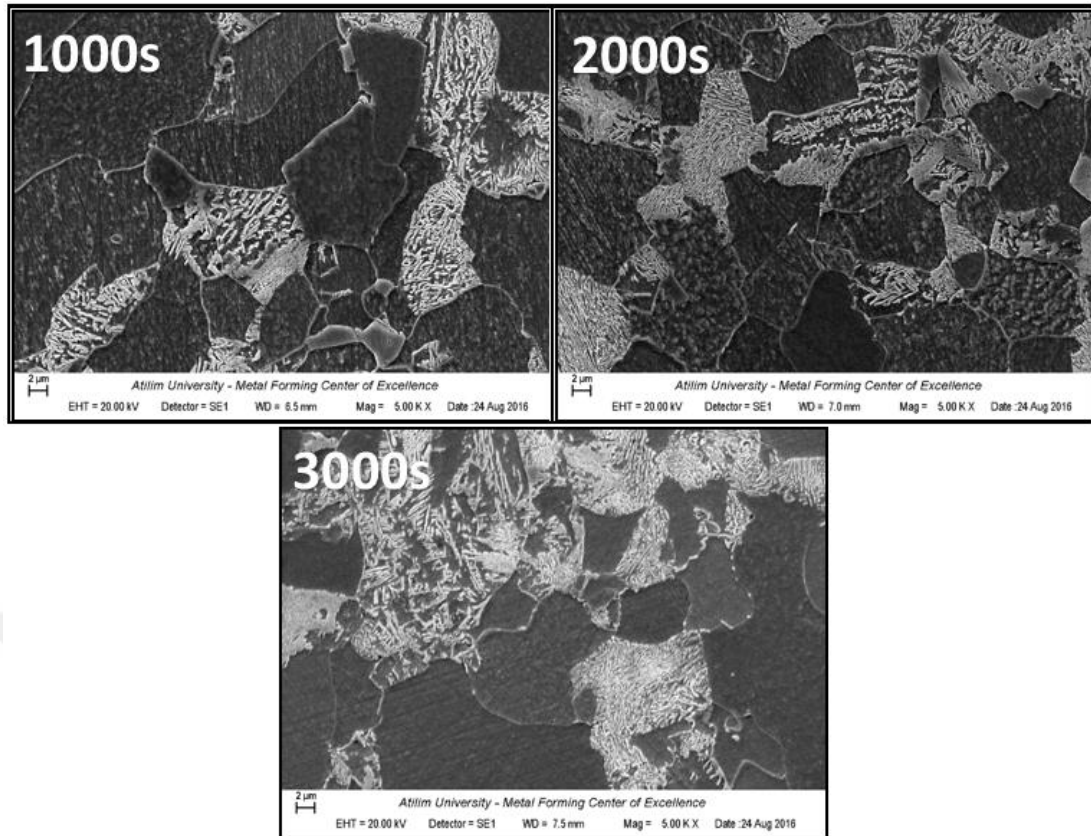 1000s
2 µm
Atilim University - Metal Forming Center of Excellence
EHT = 20.00 kV Detector = SE1 WD = 6.5 mm Mag = 5.00 K X Date :24 Aug 2016
2000s
2 µm
Atilim University - Metal Forming Center of Excellence
EHT = 20.00 kV Detector = SE1 WD = 7.0 mm Mag = 5.00 K X Date :24 Aug 2016
3000s
2 µm
Atilim University - Metal Forming Center of Excellence
EHT = 20.00 kV Detector = SE1 WD = 7.5 mm Mag = 5.00 K X Date :24 Aug 2016